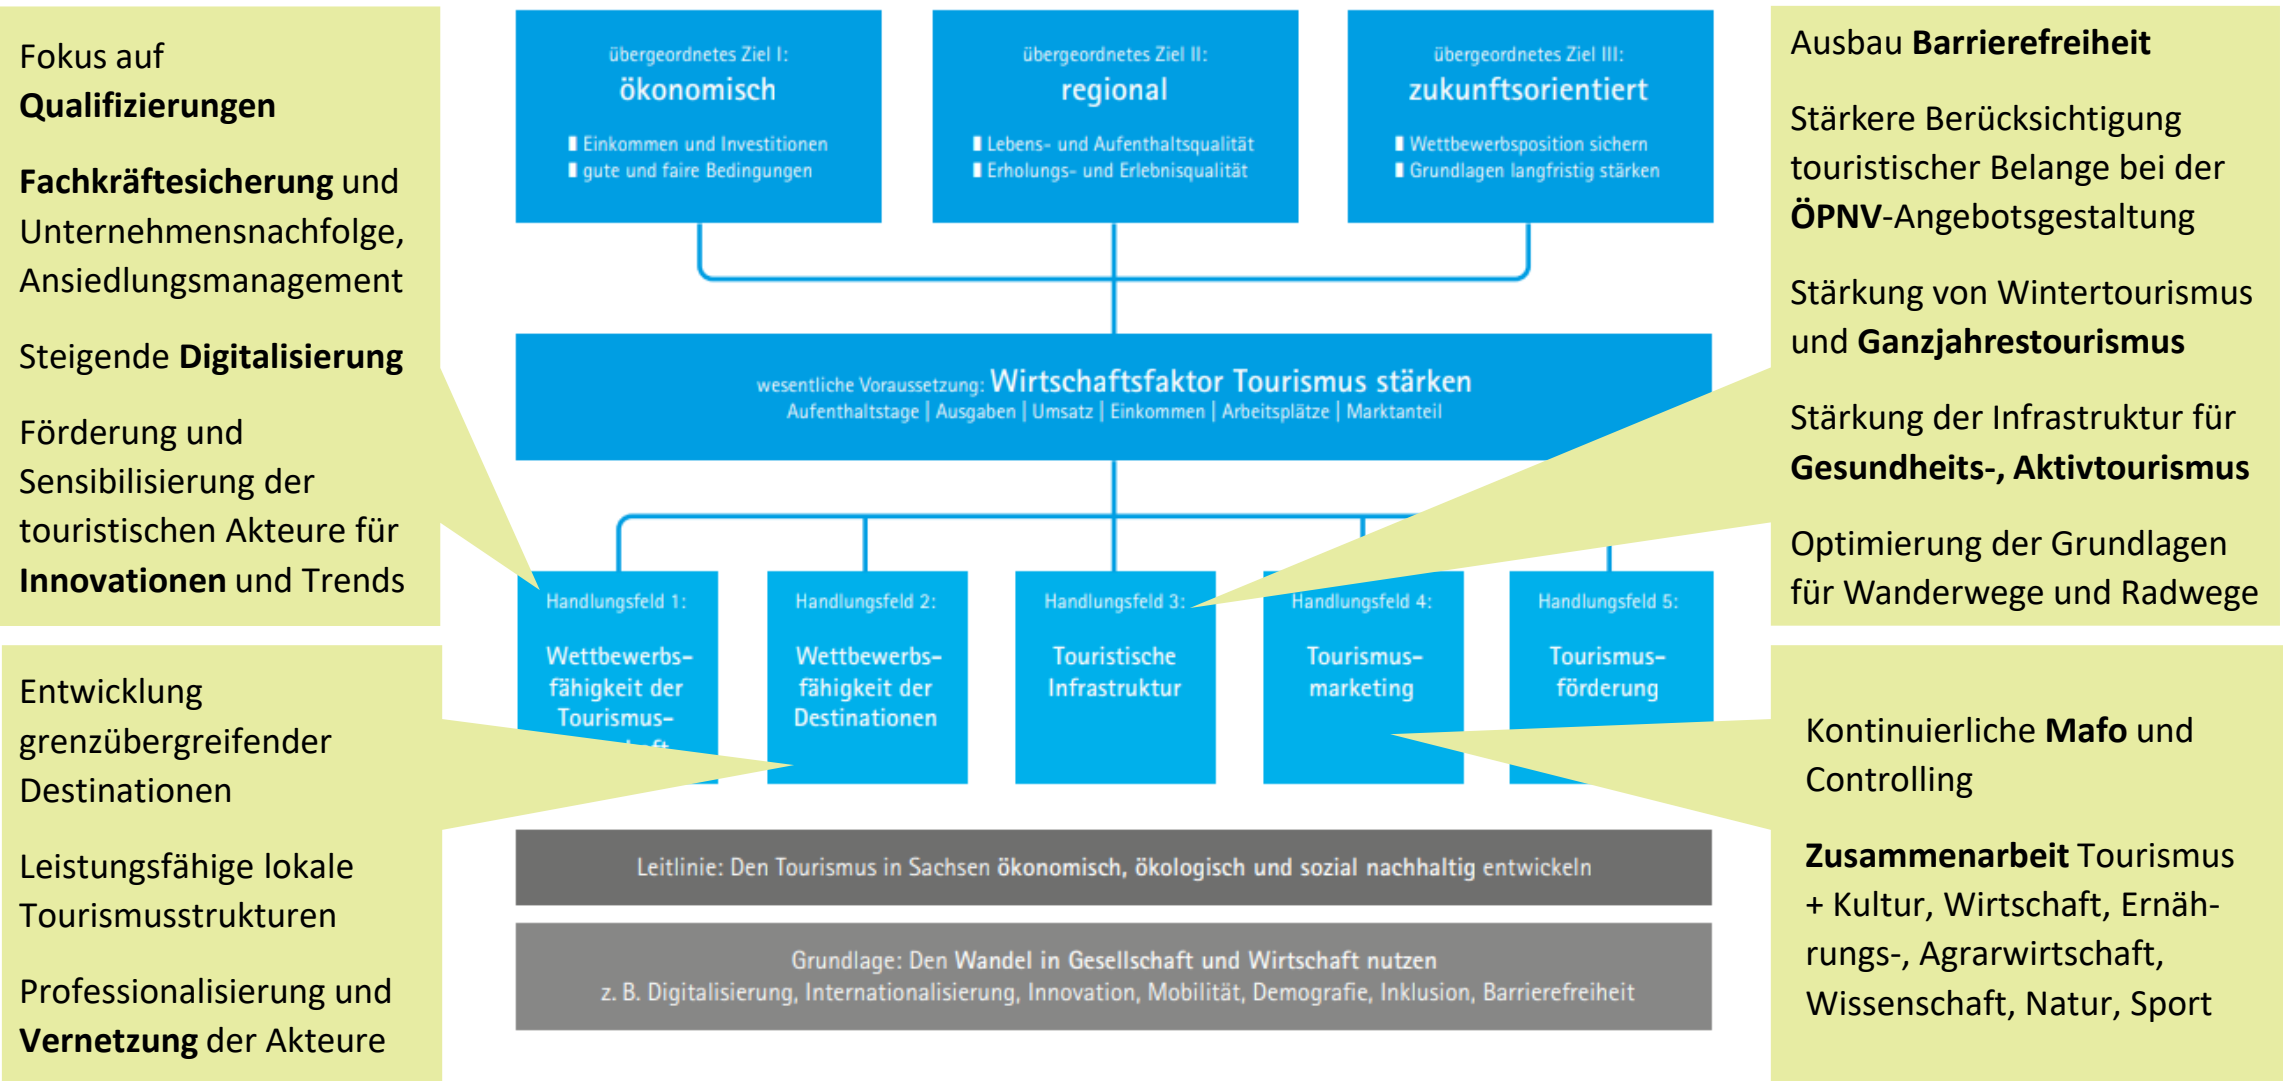 Fokus auf
Qualifizierungen
Fachkräftesicherung und
Unternehmensnachfolge,
Ansiedlungsmanagement
Steigende Digitalisierung
Förderung und
Sensibilisierung der
touristischen Akteure für
Innovationen und Trends
Entwicklung
grenzübergreifender
Destinationen
Leistungsfähige lokale
Tourismusstrukturen
Professionalisierung und
Vernetzung der Akteure
übergeordnetes Ziel I:
ökonomisch
Einkommen und Investitionen
gute und faire Bedingungen
übergeordnetes Ziel II:
regional
Lebens- und Aufenthaltsqualität
Erholungs- und Erlebnisqualität
übergeordnetes Ziel III:
zukunftsorientiert
Wettbewerbsposition sichern
Grundlagen langfristig stärken
wesentliche Voraussetzung: Wirtschaftsfaktor Tourismus stärken
Aufenthaltstage | Ausgaben | Umsatz | Einkommen | Arbeitsplätze | Marktanteil
Handlungsfeld 1:
Wettbewerbs-
fähigkeit der
Tourismus-
Handlungsfeld 2:
Wettbewerbs-
fähigkeit der
Destinationen
Handlungsfeld 3:
Touristische
Infrastruktur
Handlungsfeld 4:
Tourismus-
marketing
Handlungsfeld 5:
Tourismus-
förderung
Leitlinie: Den Tourismus in Sachsen ökonomisch, ökologisch und sozial nachhaltig entwickeln
Grundlage: Den Wandel in Gesellschaft und Wirtschaft nutzen
z. B. Digitalisierung, Internationalisierung, Innovation, Mobilität, Demografie, Inklusion, Barrierefreiheit
Ausbau Barrierefreiheit
Stärkere Berücksichtigung
touristischer Belange bei der
ÖPNV-Angebotsgestaltung
Stärkung von Wintertourismus
und Ganzjahrestourismus
Stärkung der Infrastruktur für
Gesundheits-, Aktivtourismus
Optimierung der Grundlagen
für Wanderwege und Radwege
Kontinuierliche Mafo und
Controlling
Zusammenarbeit Tourismus
+ Kultur, Wirtschaft, Ernäh-
rungs-, Agrarwirtschaft,
Wissenschaft, Natur, Sport